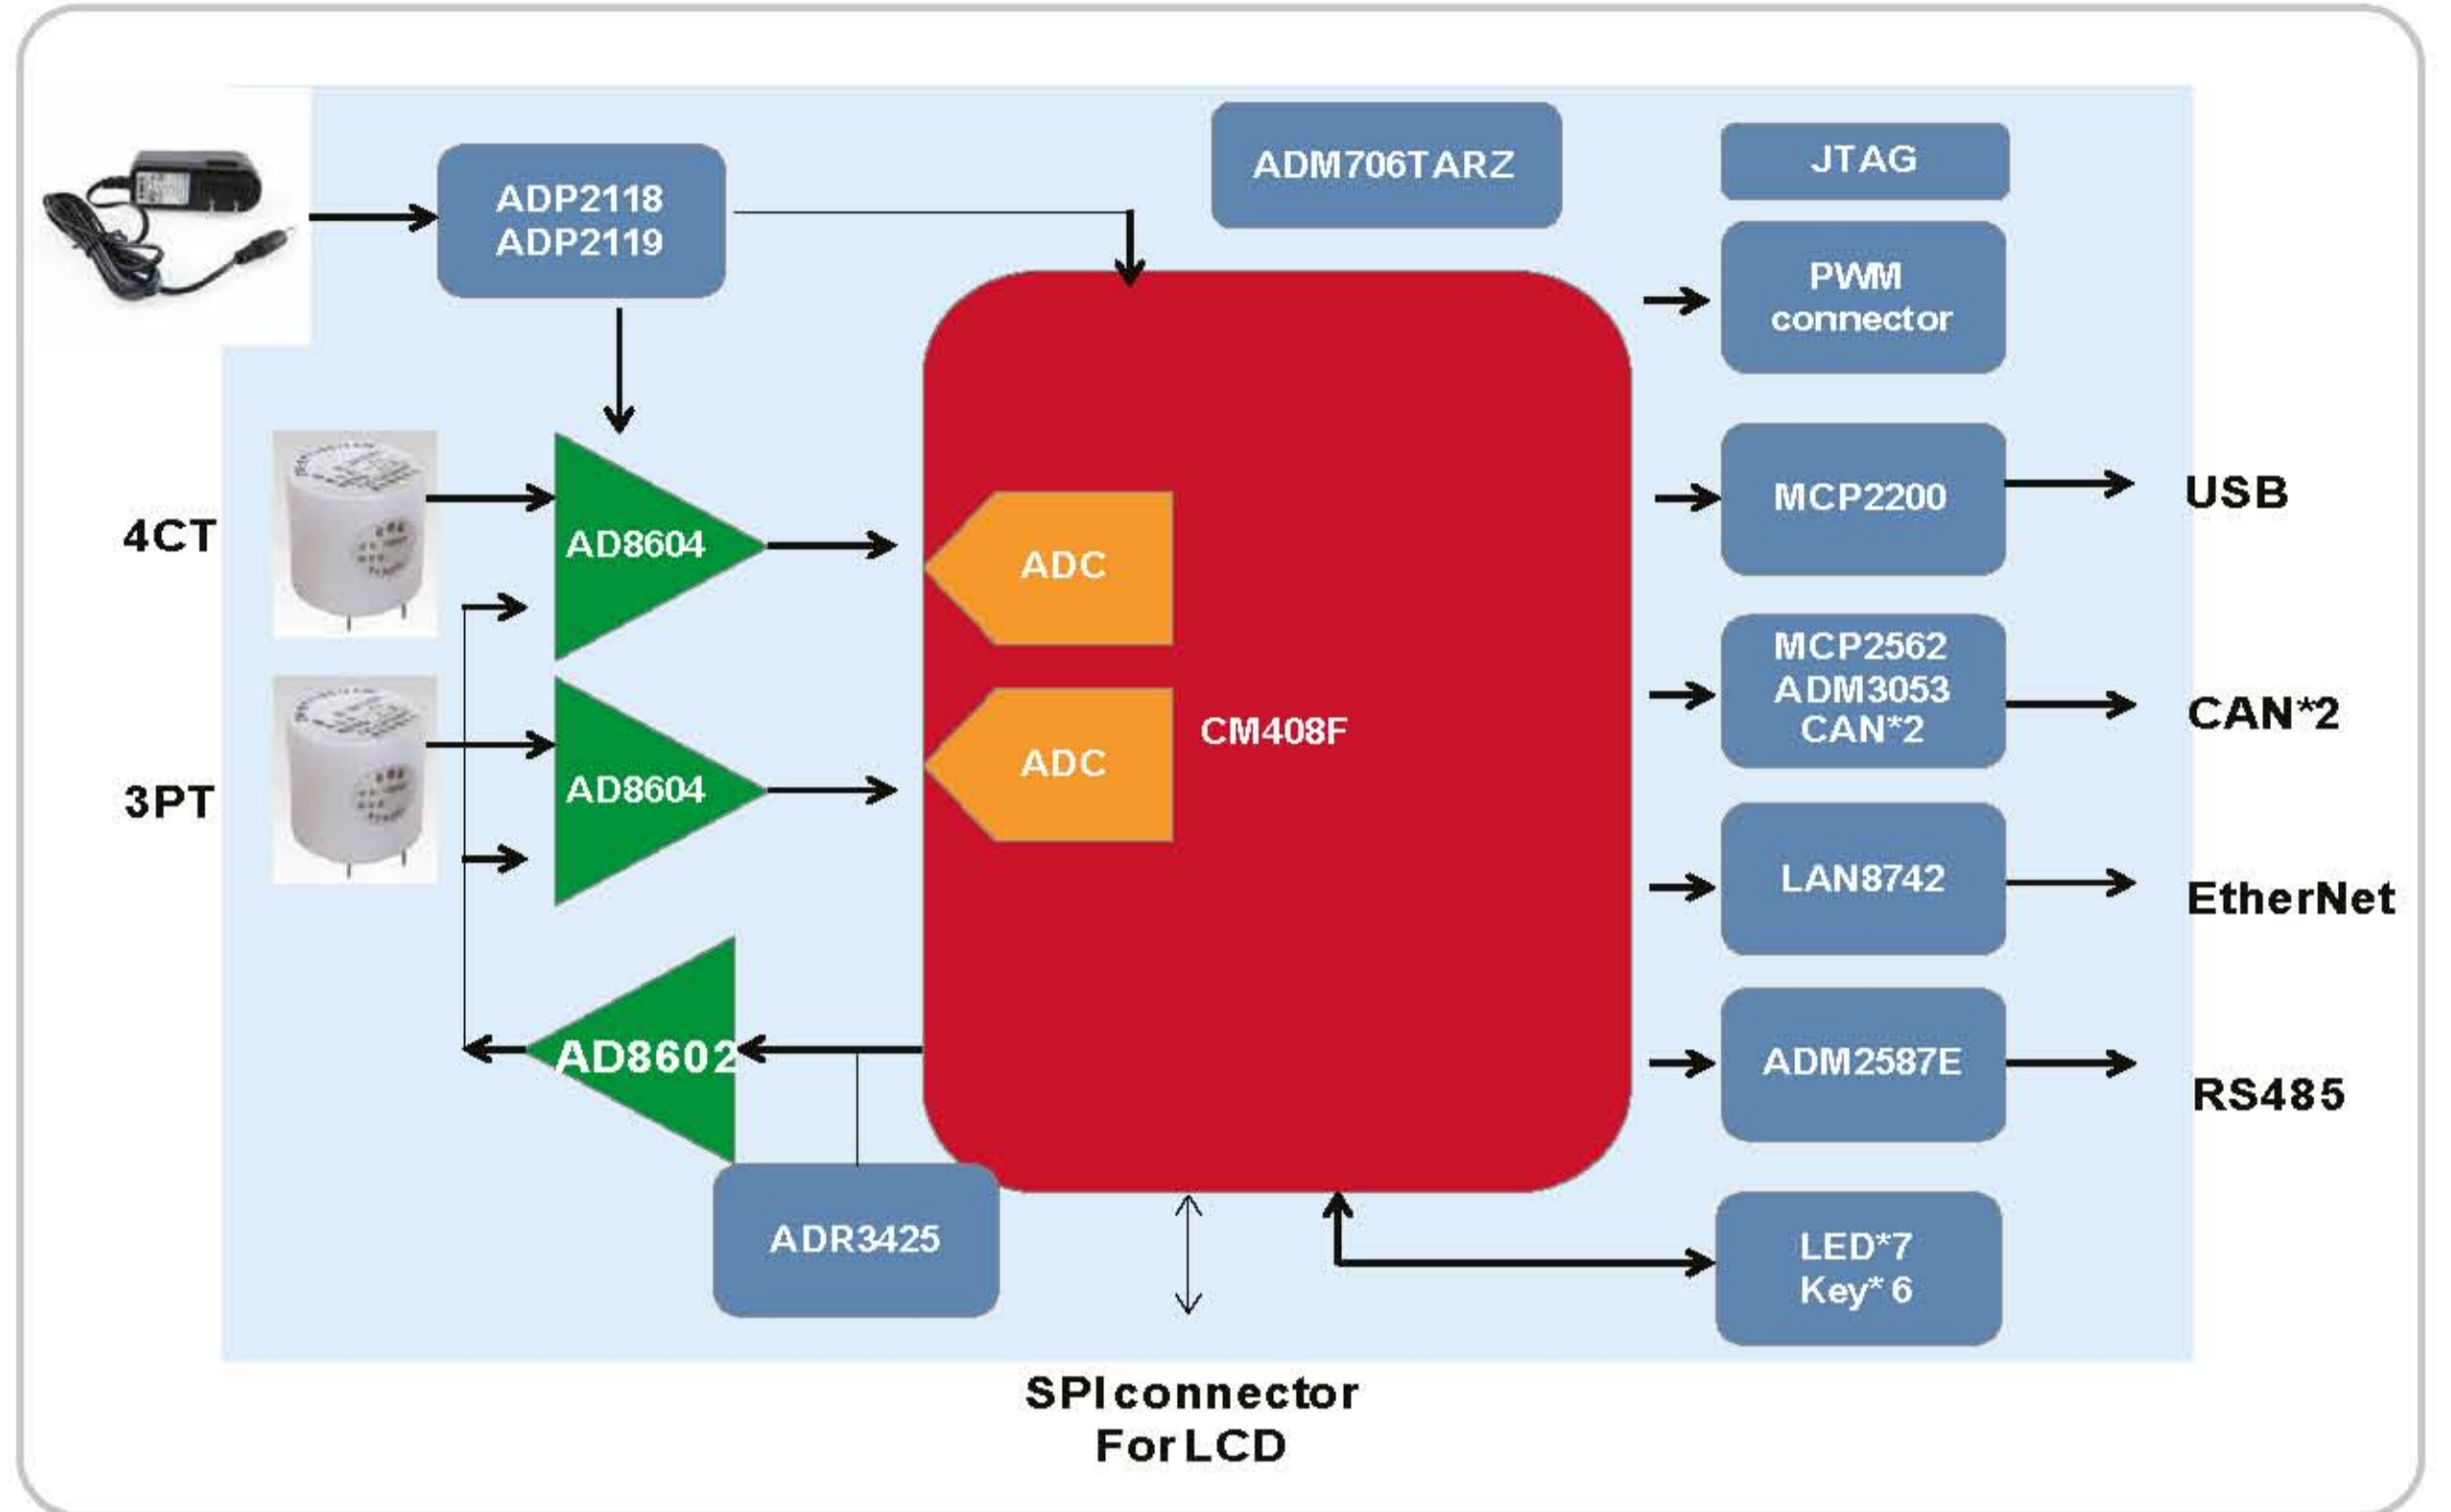 ADP2118
ADP2119
ADM706TARZ
JTAG
PWM
connector
4CT
AD8604
ADC
MCP2200
USB
MCP2562
ADM3053
CAN*2
CAN*2
3PT
AD8604
ADC
CM408F
LAN8742
EtherNet
AD8602
ADM2587E
RS485
ADR3425
LED*7
Key* 6
SPI connector
For LCD